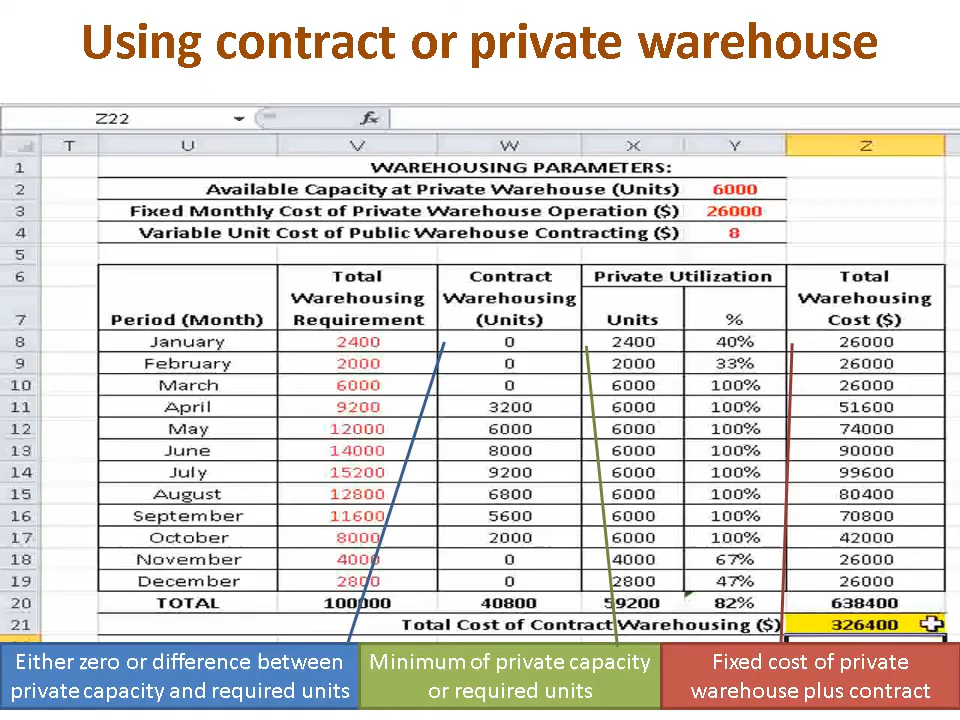 Using contract or private warehouse
Z22 fx
T U V W X Y Z
1 WAREHOUSING PARAMETERS:
2 Available Capacity at Private Warehouse (Units) 6000
3 Fixed Monthly Cost of Private Warehouse Operation ($) 26000
4 Variable Unit Cost of Public Warehouse Contracting ($) 8
5
6 Total Contract Private Utilization Total
Warehousing Warehousing Warehousing
7 Period (Month) Requirement (Units) Units % Cost ($)
8 January 2400 0 2400 40% 26000
9 February 2000 0 2000 33% 26000
10 March 6000 0 6000 100% 26000
11 April 9200 3200 6000 100% 51600
12 May 12000 6000 6000 100% 74000
13 June 14000 8000 6000 100% 90000
14 July 15200 9200 6000 100% 99600
15 August 12800 6800 6000 100% 80400
16 September 11600 5600 6000 100% 70800
17 October 8000 2000 6000 100% 42000
18 November 4000 0 4000 67% 26000
19 December 2800 0 2800 47% 26000
20 TOTAL 100000 40800 59200 82% 638400
21 Total Cost of Contract Warehousing ($) 326400
Either zero or difference between
private capacity and required units
Minimum of private capacity
or required units
Fixed cost of private
warehouse plus contract